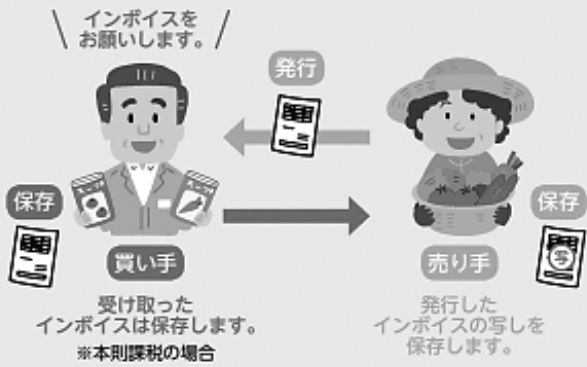 インボイスを
お願いします。
発行
保存
買い手
受け取った
インボイスは保存します。
※本則課税の場合
保存
写
売り手
発行した
インボイスの写しを
保存します。